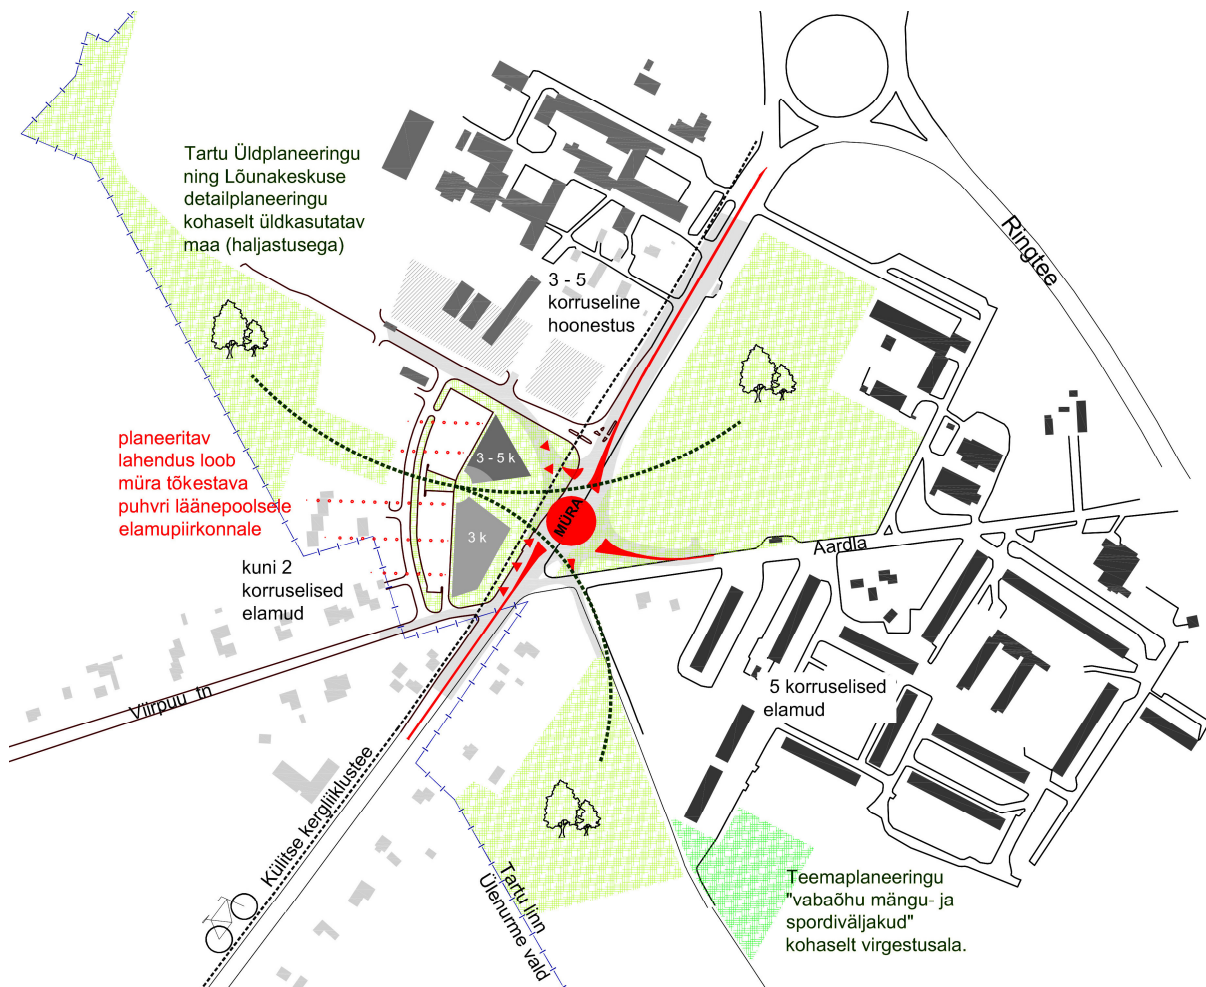 Tartu Üldplaneeringu
ning Lõunakeskuse
detailplaneeringu
kohaselt üldkasutatav
maa (haljastusega)
Ringtee
3 - 5
korruseline
hoonestus
planeeritav
lahendus loob
müra tõkestava
puhvri läänepoolsele
elamupiirkonnale
3 - 5 k
MÜRA
3 k
Aardla
kuni 2
korruselised
elamud
5 korruselised
elamud
Viirpuu tn
Külitse kergliiklustee
Tartu linn
Ülenurme vald
Teemaplaneeringu
"vabaõhu mängu- ja
spordiväljakud"
kohaselt virgestusala.